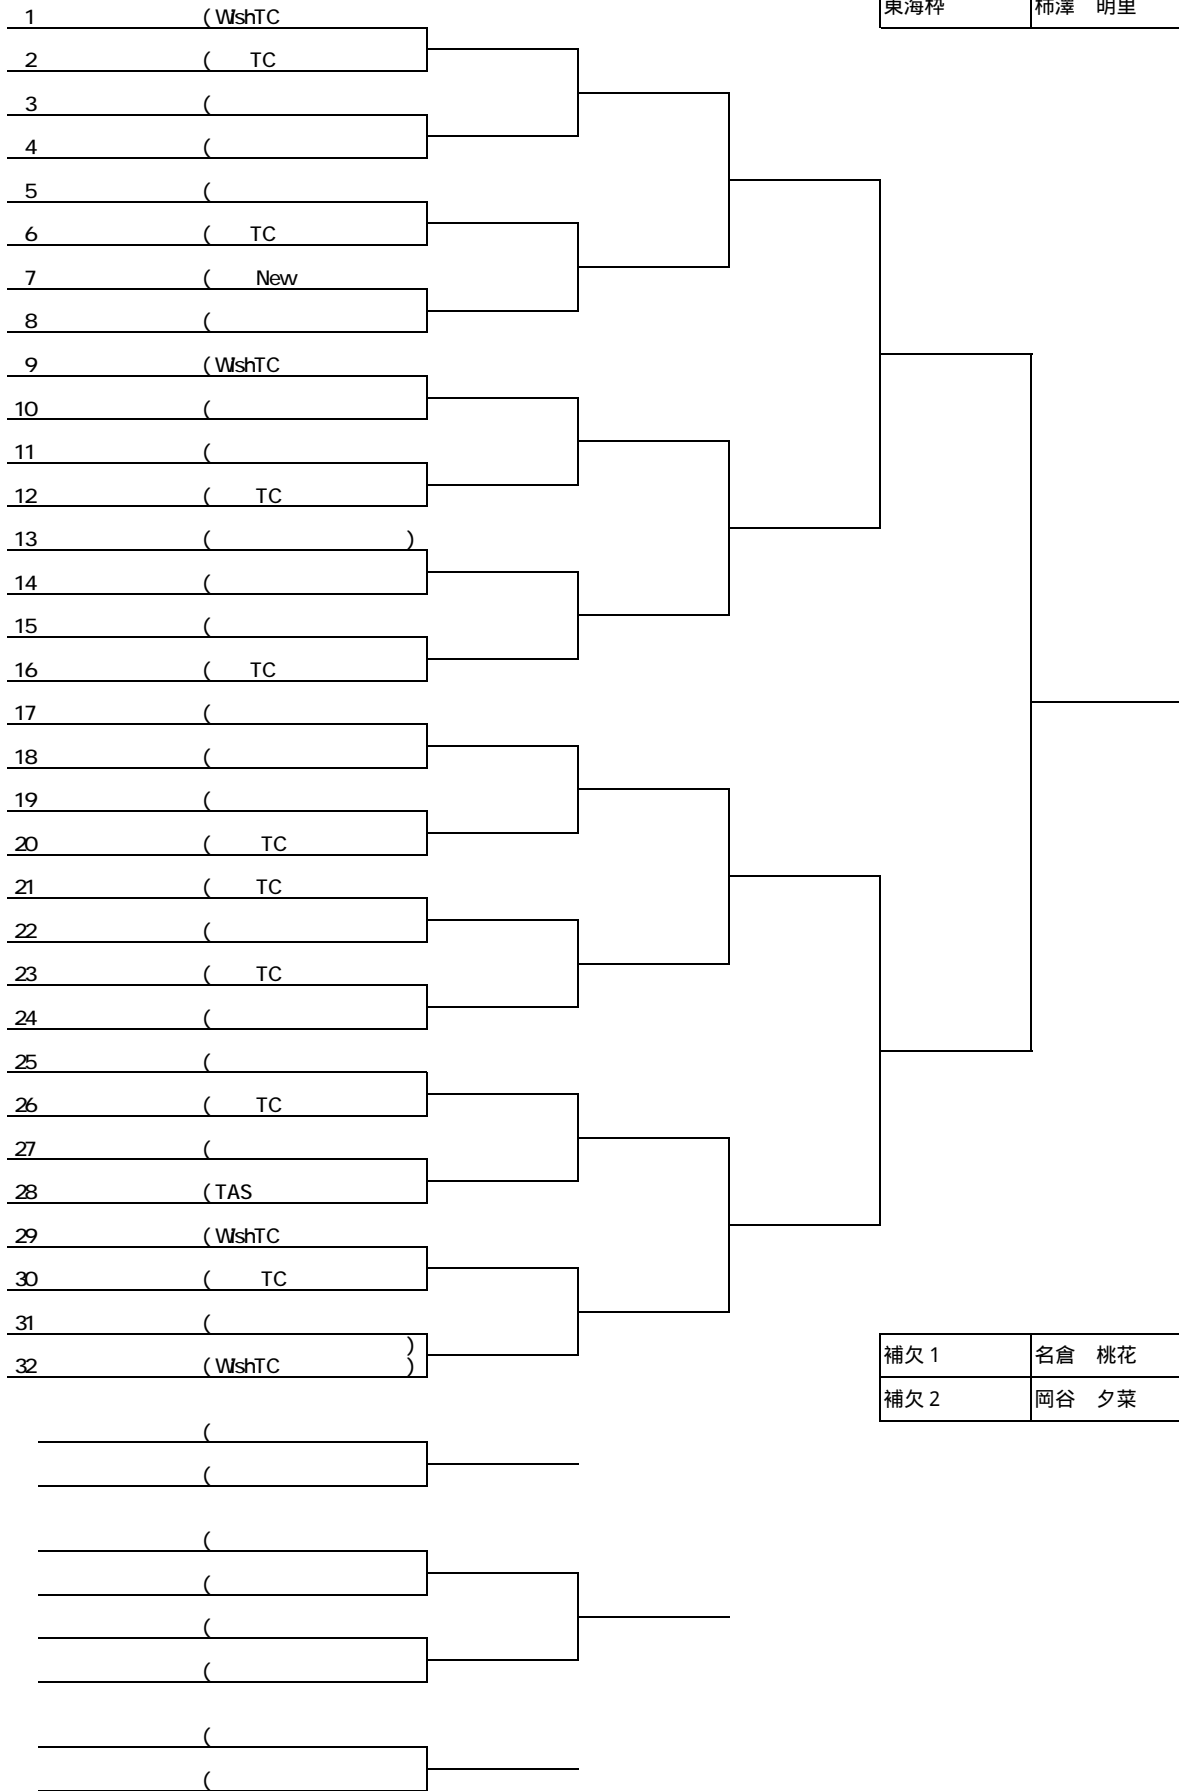 東海枠 柿澤 明里
1 (WishTC
2 ( TC
3 (
4 (
5 (
6 ( TC
7 ( New
8 (
9 (WishTC
10 (
11 (
12 ( TC
13 ( )
14 (
15 (
16 ( TC
17 (
18 (
19 (
20 ( TC
21 ( TC
22 (
23 ( TC
24 (
25 (
26 ( TC
27 (
28 (TAS
29 (WishTC
30 ( TC
31 ( )
32 (WishTC )
補欠1 名倉 桃花
補欠2 岡谷 夕菜
(
(
(
(
(
(
(
(